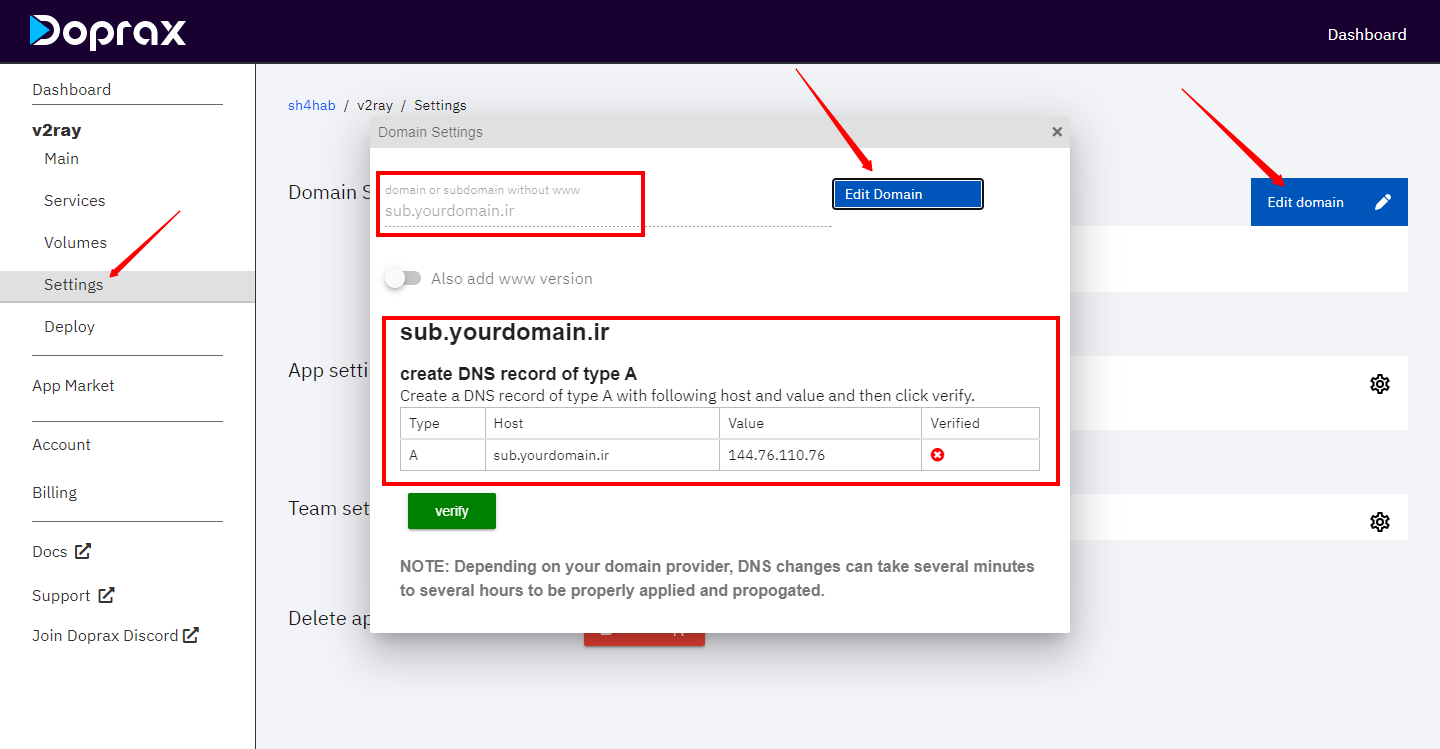 Doprax
Dashboard
Dashboard
v2ray
Main
Services
Volumes
Settings
Deploy
App Market
Account
Billing
Docs
Support
Join Doprax Discord
sh4hab / v2ray / Settings
Domain S
Edit domain
App setti
Team set
Delete ap
Domain Settings
domain or subdomain without www
sub.yourdomain.ir
Edit Domain
Also add www version
sub.yourdomain.ir
create DNS record of type A
Create a DNS record of type A with following host and value and then click verify.
Type Host Value Verified
A sub.yourdomain.ir 144.76.110.76
verify
NOTE: Depending on your domain provider, DNS changes can take several minutes
to several hours to be properly applied and propogated.